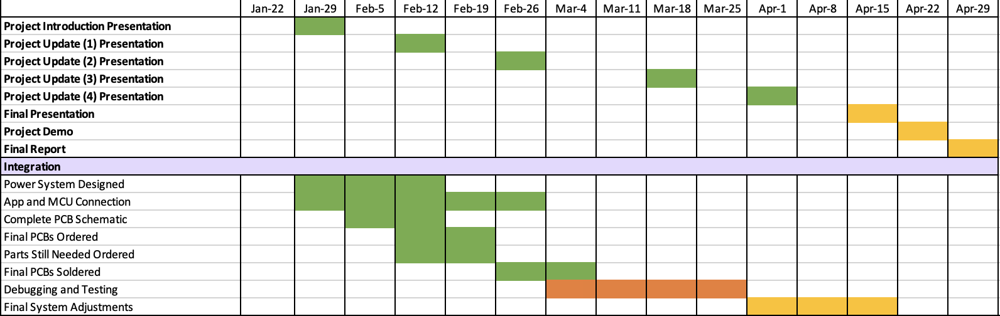 Jan-22 Jan-29 Feb-5 Feb-12 Feb-19 Feb-26 Mar-4 Mar-11 Mar-18 Mar-25 Apr-1 Apr-8 Apr-15 Apr-22 Apr-29
Project Introduction Presentation
Project Update (1) Presentation
Project Update (2) Presentation
Project Update (3) Presentation
Project Update (4) Presentation
Final Presentation
Project Demo
Final Report
Integration
Power System Designed
App and MCU Connection
Complete PCB Schematic
Final PCBs Ordered
Parts Still Needed Ordered
Final PCBs Soldered
Debugging and Testing
Final System Adjustments